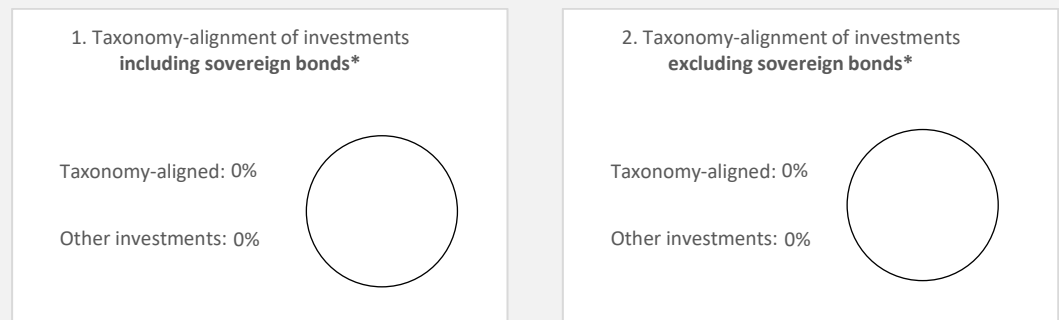 1. Taxonomy-alignment of investments
including sovereign bonds*
Taxonomy-aligned: 0%
Other investments: 0%
2. Taxonomy-alignment of investments
excluding sovereign bonds*
Taxonomy-aligned: 0%
Other investments: 0%